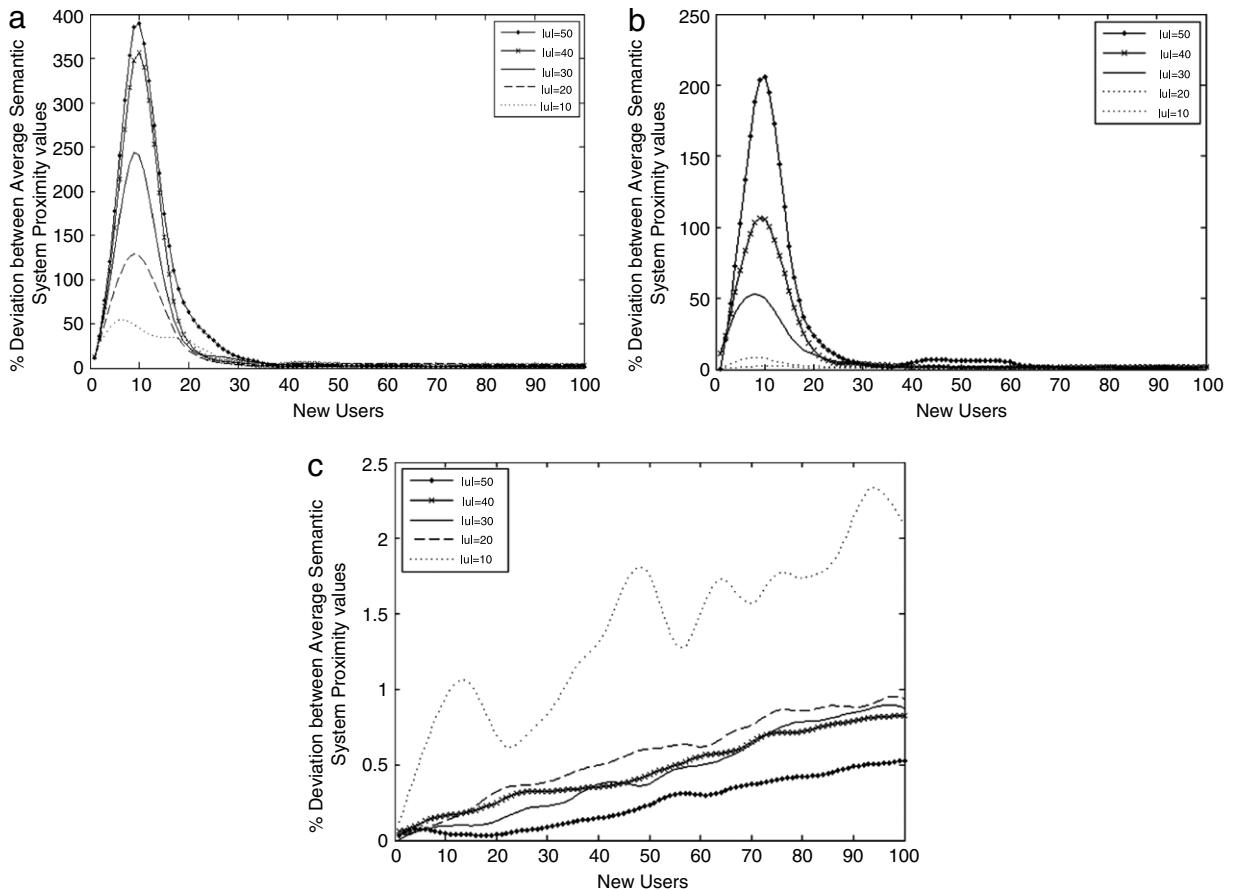 a
400
350
300
250
200
150
100
50
0
% Deviation between Average Semantic
System Proximity values
0 10 20 30 40 50 60 70 80 90 100
New Users
|u|=50
|u|=40
|u|=30
|u|=20
|u|=10
b
250
200
150
100
50
0
% Deviation between Average Semantic
System Proximity values
0 10 20 30 40 50 60 70 80 90 100
New Users
|u|=50
|u|=40
|u|=30
|u|=20
|u|=10
c
2.5
2
1.5
1
0.5
0
% Deviation between Average Semantic
System Proximity values
0 10 20 30 40 50 60 70 80 90 100
New Users
|u|=50
|u|=40
|u|=30
|u|=20
|u|=10